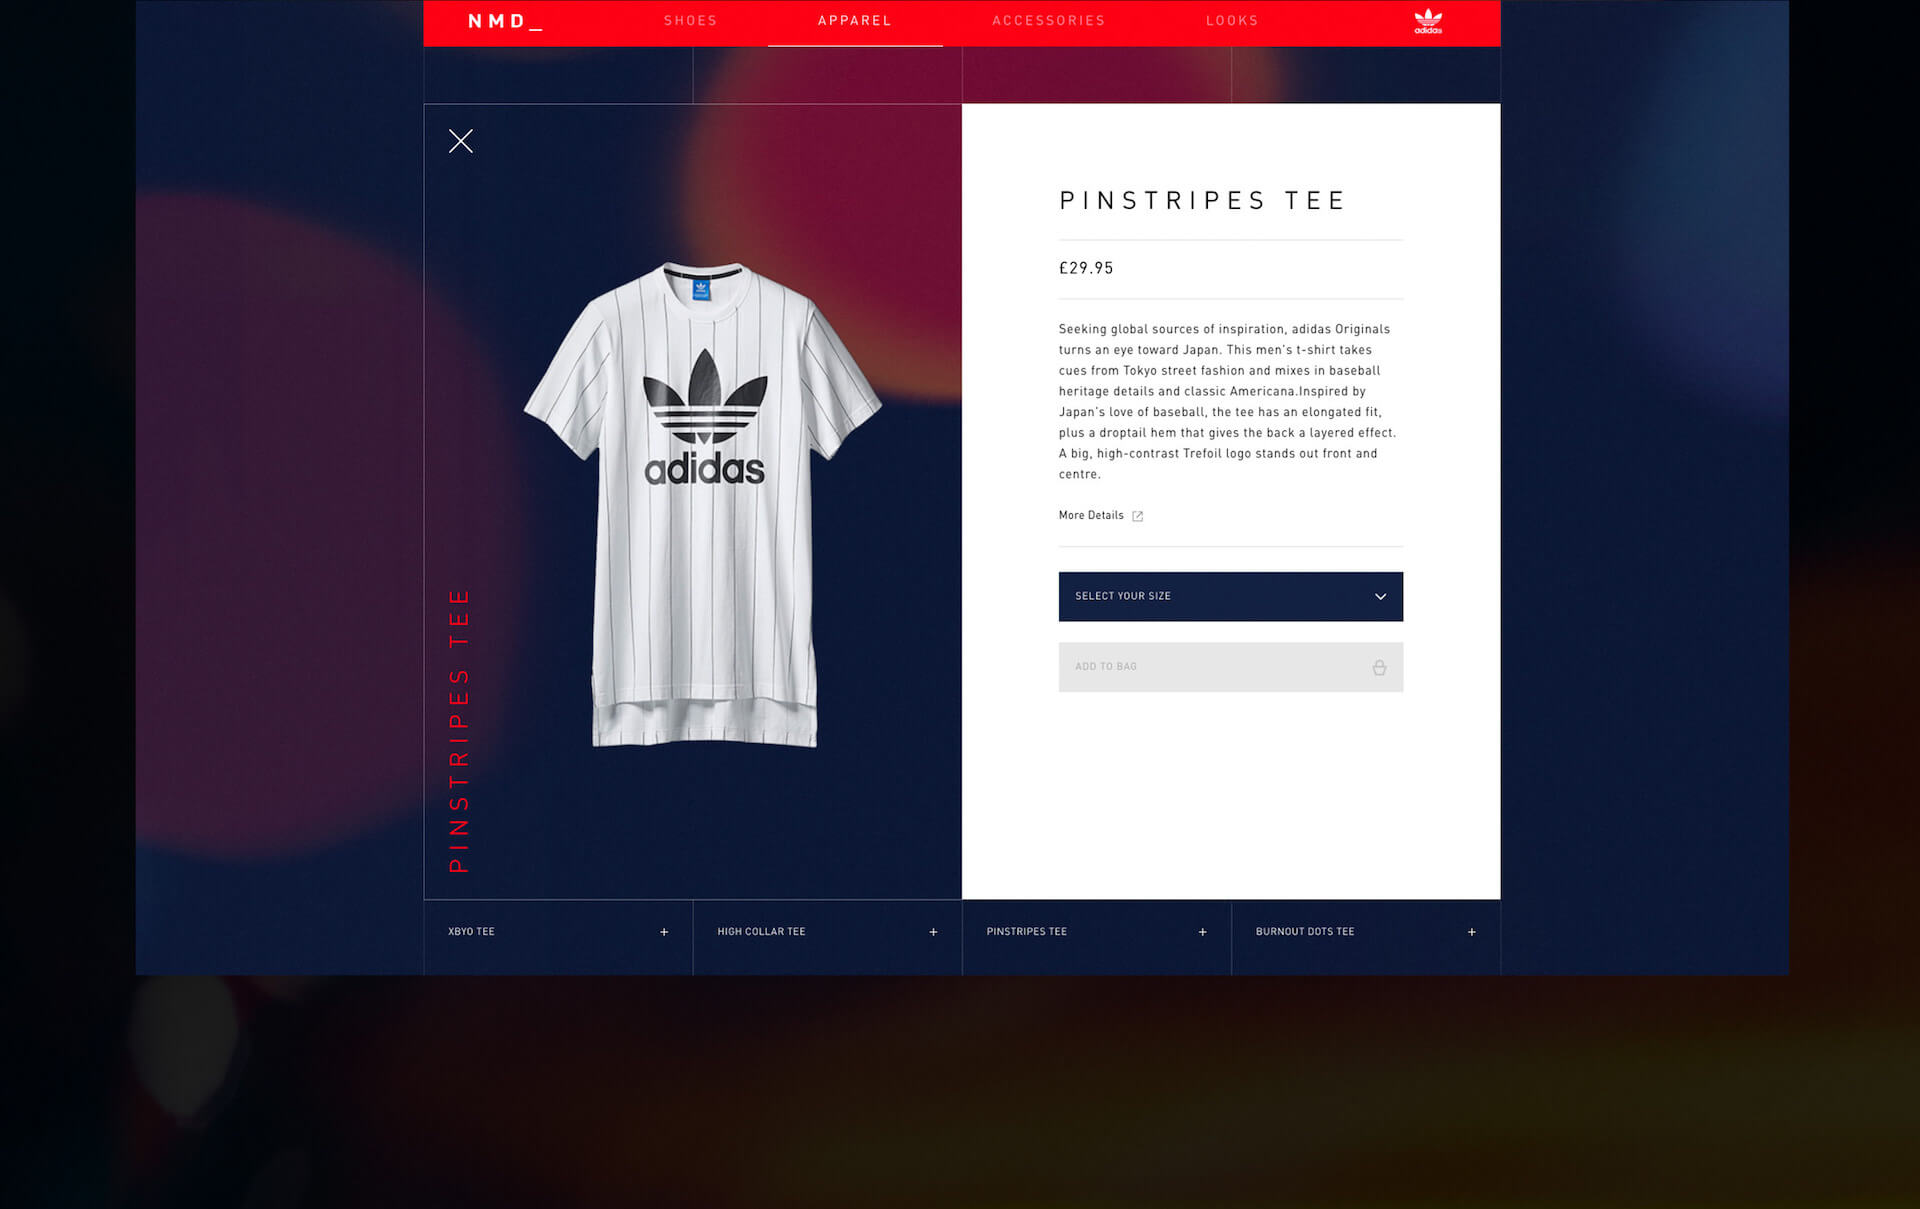 NMD_
SHOES
APPAREL
ACCESSORIES
LOOKS
adidas
adidas
PINSTRIPES TEE
PINSTRIPES TEE
£29.95
Seeking global sources of inspiration, adidas Originals
turns an eye toward Japan. This men's t-shirt takes
cues from Tokyo street fashion and mixes in baseball
heritage details and classic Americana.Inspired by
Japan's love of baseball, the tee has an elongated fit,
plus a droptail hem that gives the back a layered effect.
A big, high-contrast Trefoil logo stands out front and
centre.
More Details
SELECT YOUR SIZE
ADD TO BAG
XBYO TEE +
HIGH COLLAR TEE +
PINSTRIPES TEE +
BURNOUT DOTS TEE +